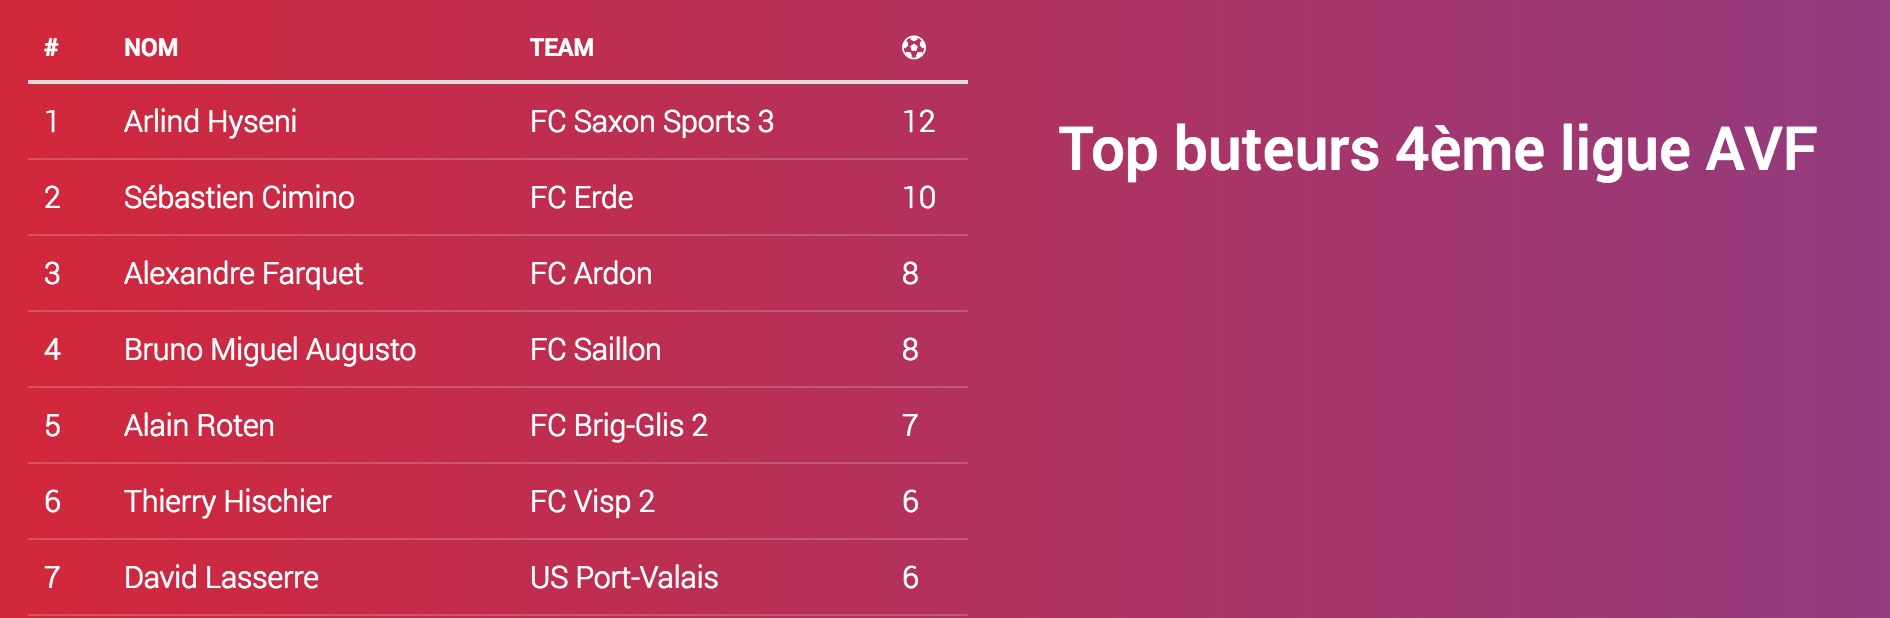 # NOM TEAM
1 Arlind Hyseni FC Saxon Sports 3 12
2 Sébastien Cimino FC Erde 10
3 Alexandre Farquet FC Ardon 8
4 Bruno Miguel Augusto FC Saillon 8
5 Alain Roten FC Brig-Glis 2 7
6 Thierry Hischier FC Visp 2 6
7 David Lasserre US Port-Valais 6
Top buteurs 4ème ligue AVF